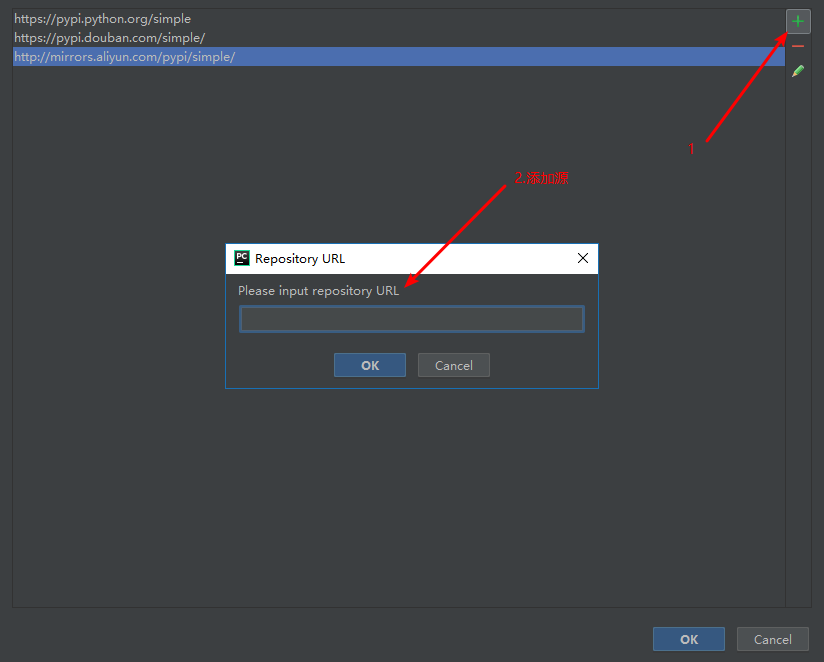 https://pypi.python.org/simple
https://pypi.douban.com/simple/
http://mirrors.aliyun.com/pypi/simple/
1
2.添加源
PC
Repository URL
Please input repository URL
OK
Cancel
OK
Cancel